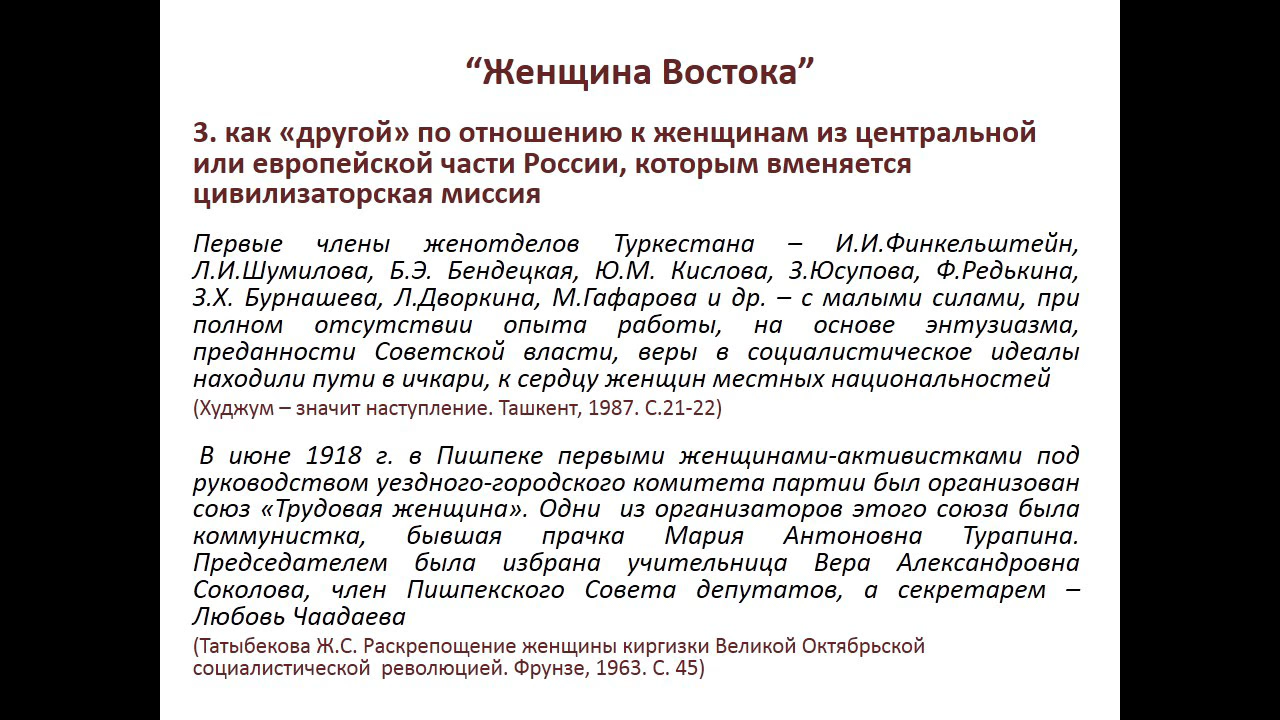 “Женщина Востока”
3. как «другой» по отношению к женщинам из центральной
или европейской части России, которым вменяется
цивилизаторская миссия
Первые члены женотделов Туркестана – И.И.Финкельштейн,
Л.И.Шумилова, Б.Э. Бендецкая, Ю.М. Кислова, З.Юсупова, Ф.Редькина,
З.Х. Бурнашева, Л.Дворкина, М.Гафарова и др. – с малыми силами, при
полном отсутствии опыта работы, на основе энтузиазма,
преданности Советской власти, веры в социалистическое идеалы
находили пути в ичкари, к сердцу женщин местных национальностей
(Худжум – значит наступление. Ташкент, 1987. С.21-22)
В июне 1918 г. в Пишпеке первыми женщинами-активистками под
руководством уездного-городского комитета партии был организован
союз «Трудовая женщина». Одни из организаторов этого союза была
коммунистка, бывшая прачка Мария Антоновна Турапина.
Председателем была избрана учительница Вера Александровна
Соколова, член Пишпекского Совета депутатов, а секретарем –
Любовь Чаадаева
(Татыбекова Ж.С. Раскрепощение женщины киргизки Великой Октябрьской
социалистической революцией. Фрунзе, 1963. С. 45)